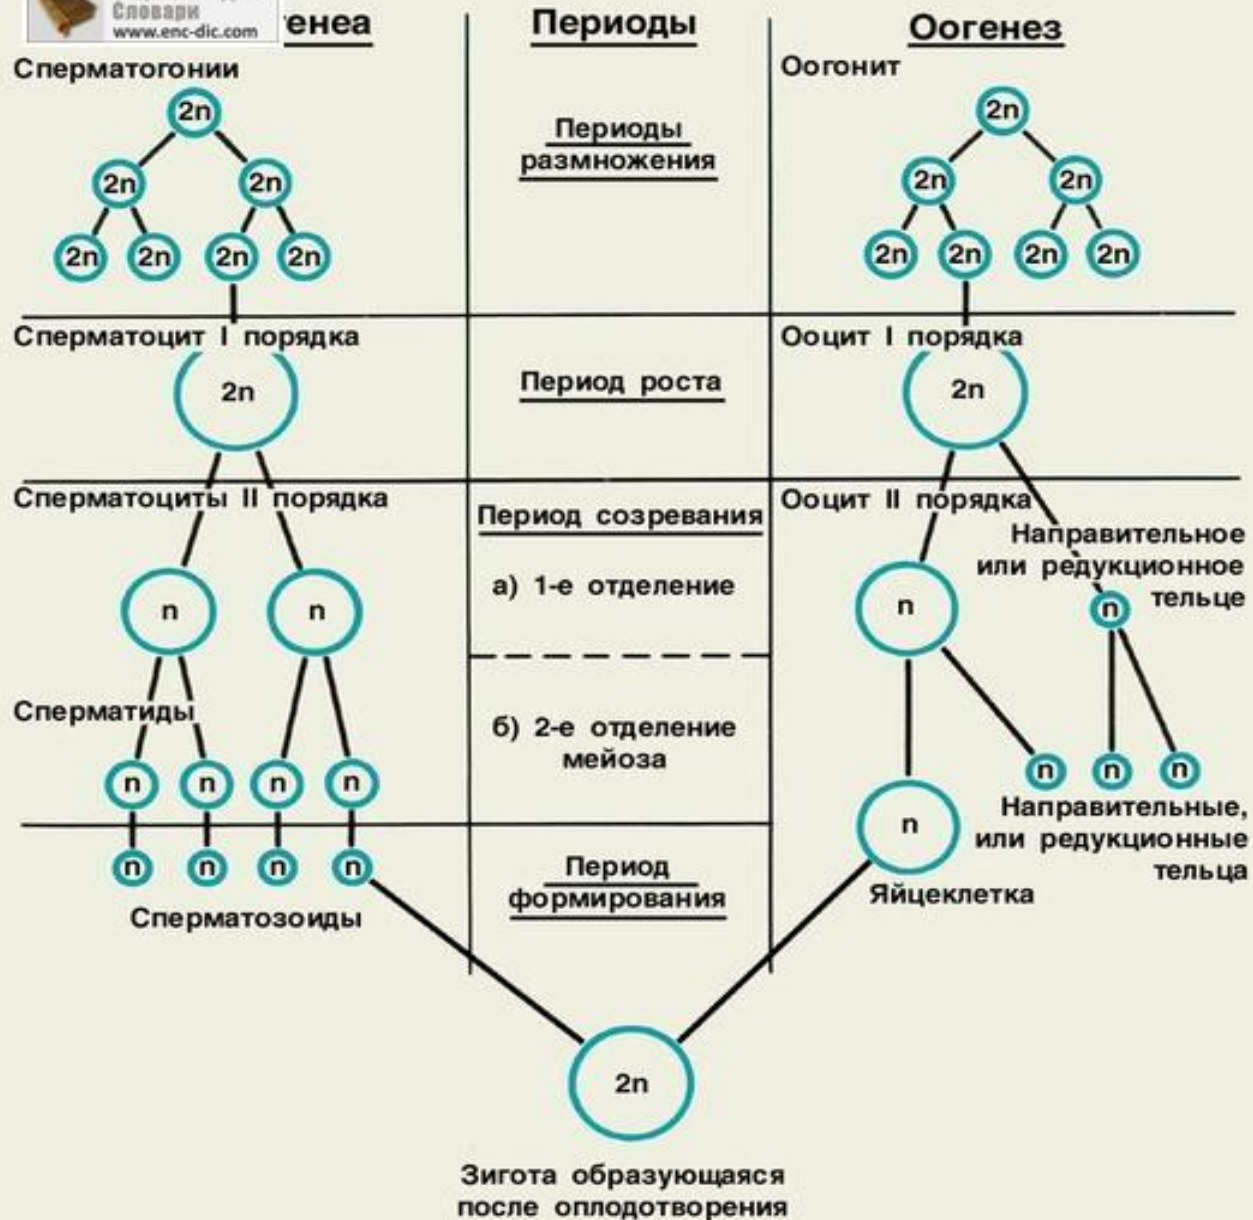 Словари
www.enc-dic.com
генеа
Периоды
Оогенез
Сперматогонии
Оогонит
2n
2n
Периоды
размножения
2n 2n
2n 2n
2n 2n 2n 2n
2n 2n 2n 2n
Сперматоцит I порядка
Ооцит I порядка
2n
Период роста
2n
Сперматоциты II порядка
Ооцит II порядка
Период созревания
Направительное
или редукционное
тельце
а) 1-е отделение
n n
n
n
Сперматиды
б) 2-е отделение
мейоза
n n n n
n n n
Направительные,
или редукционные
тельца
n
n n n n
Период
формирования
Яйцеклетка
Сперматозоиды
2n
Зигота образующаяся
после оплодотворения